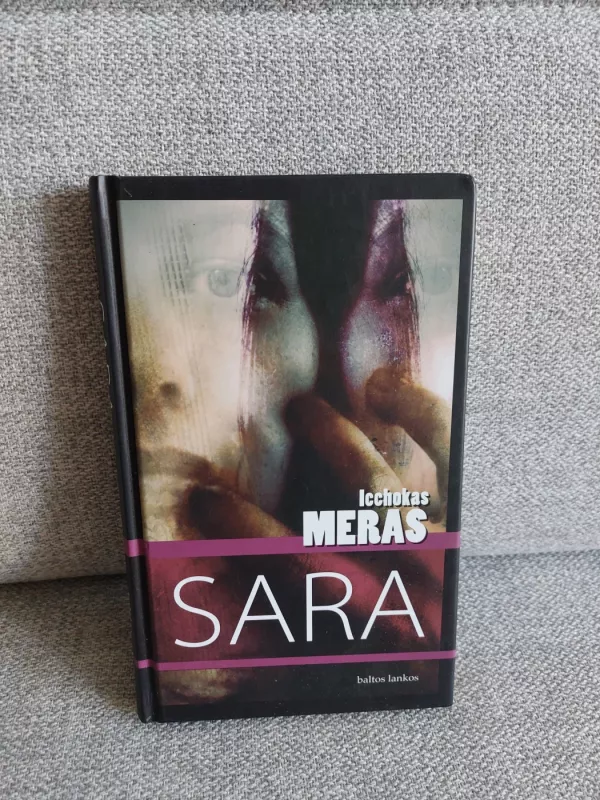 Icchokas
MERAS
SARA
baltos lankos